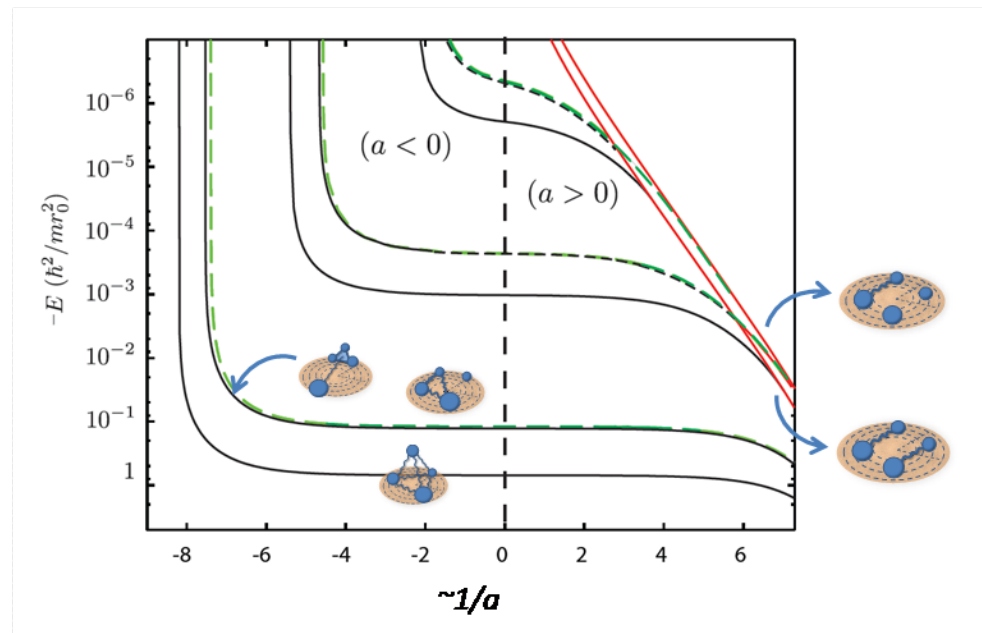 −E (ℏ²/mr₀²)
10⁻⁶
10⁻⁵
10⁻⁴
10⁻³
10⁻²
10⁻¹
1
(a < 0)
(a > 0)
-8 -6 -4 -2 0 2 4 6
~1/a